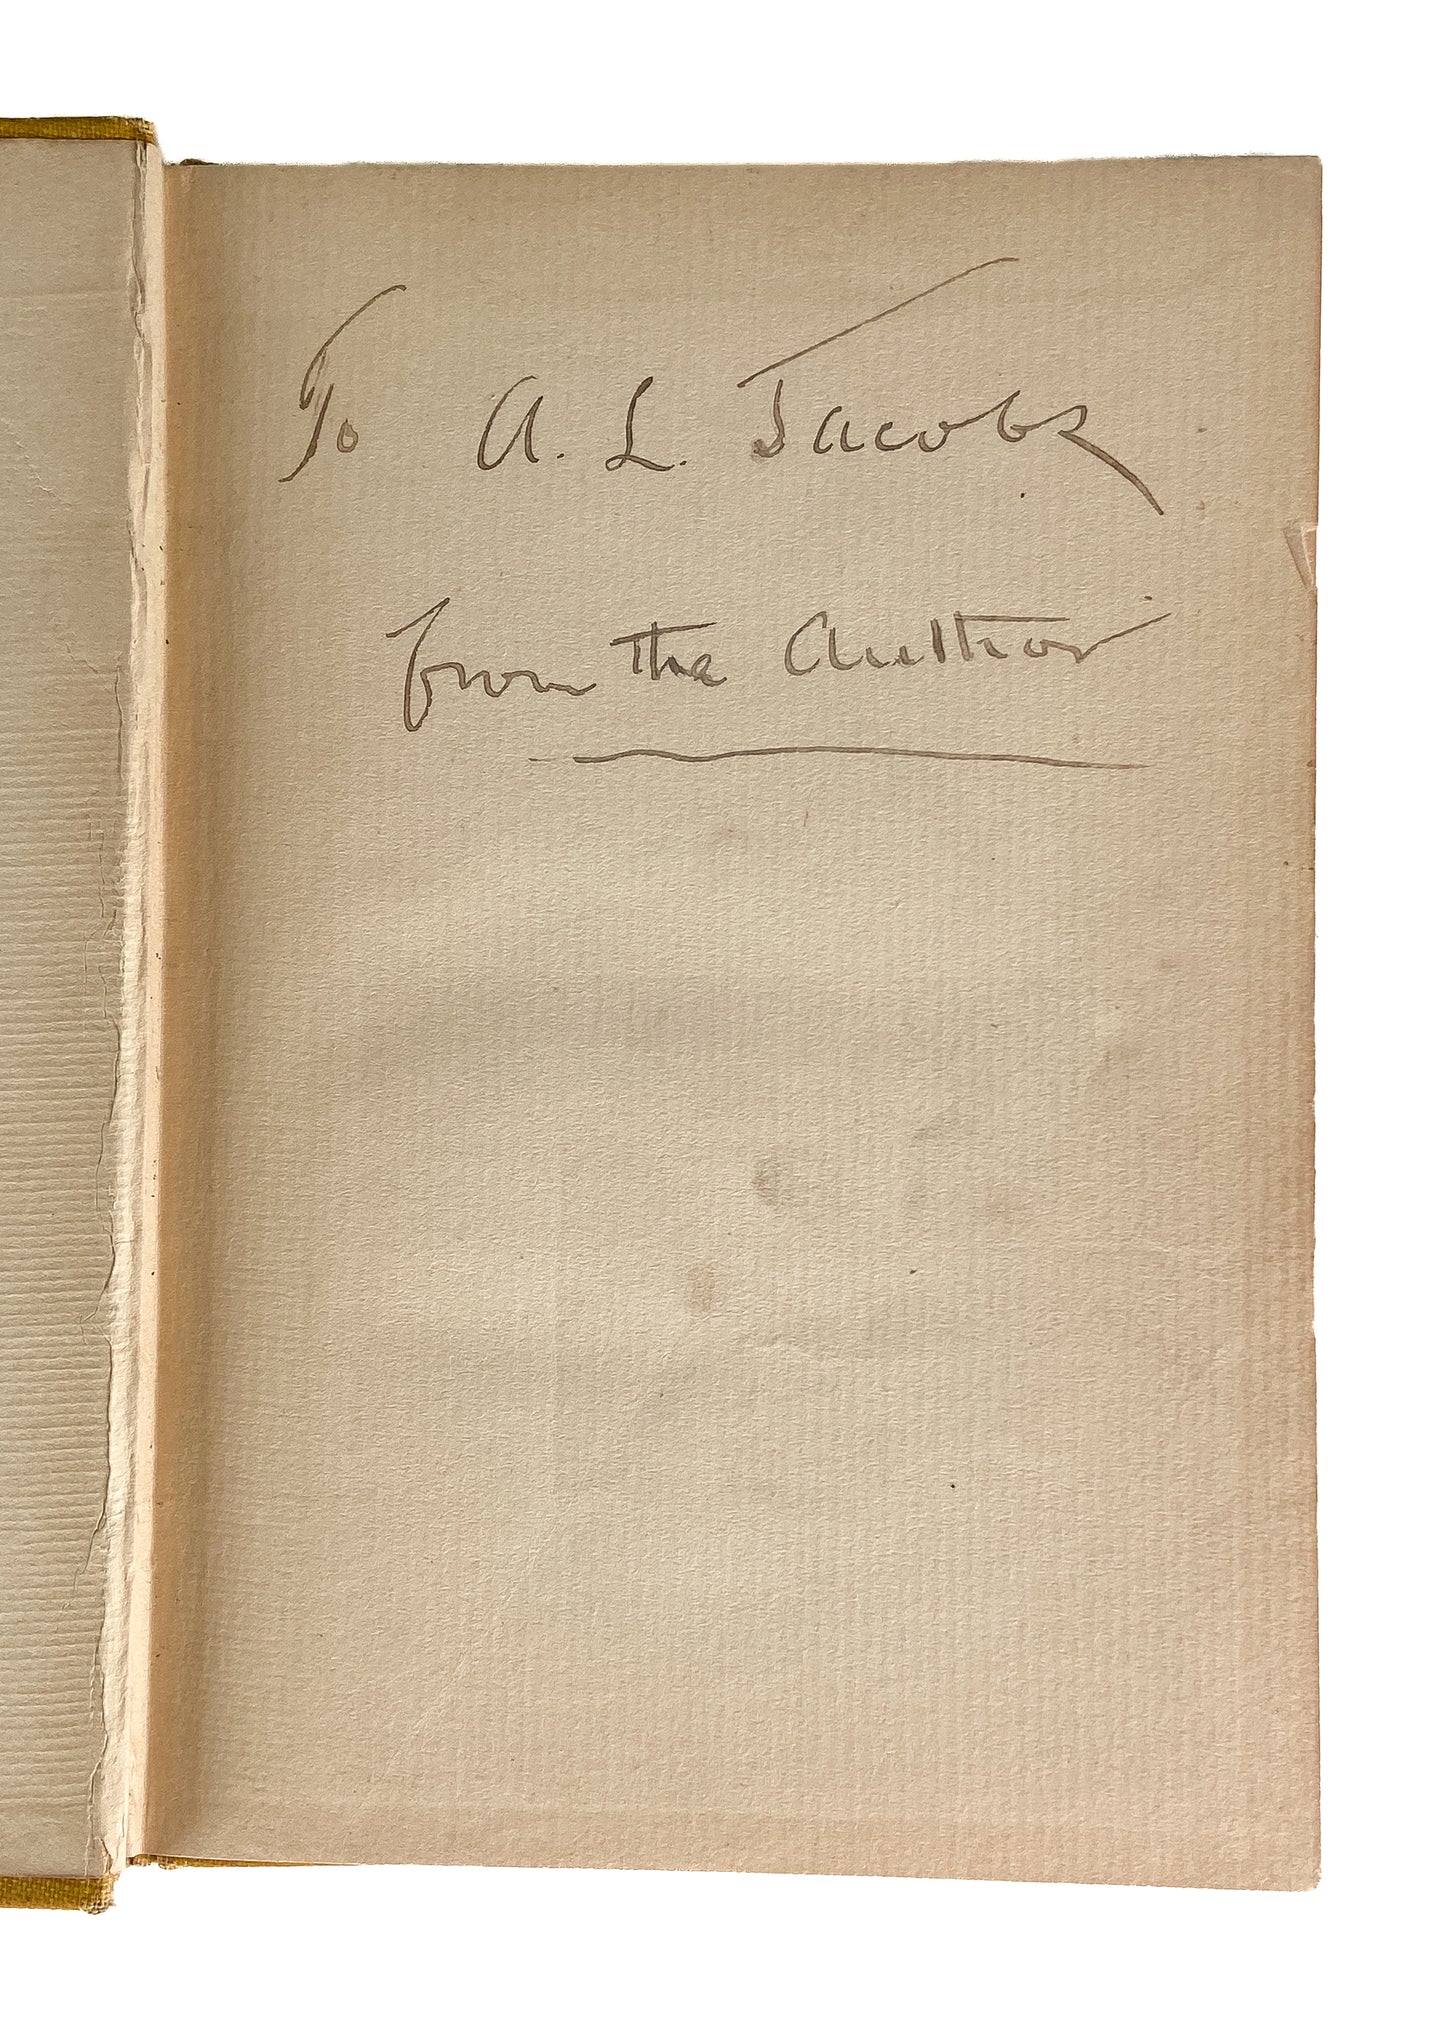 To A. L. Jacobs
from the Author